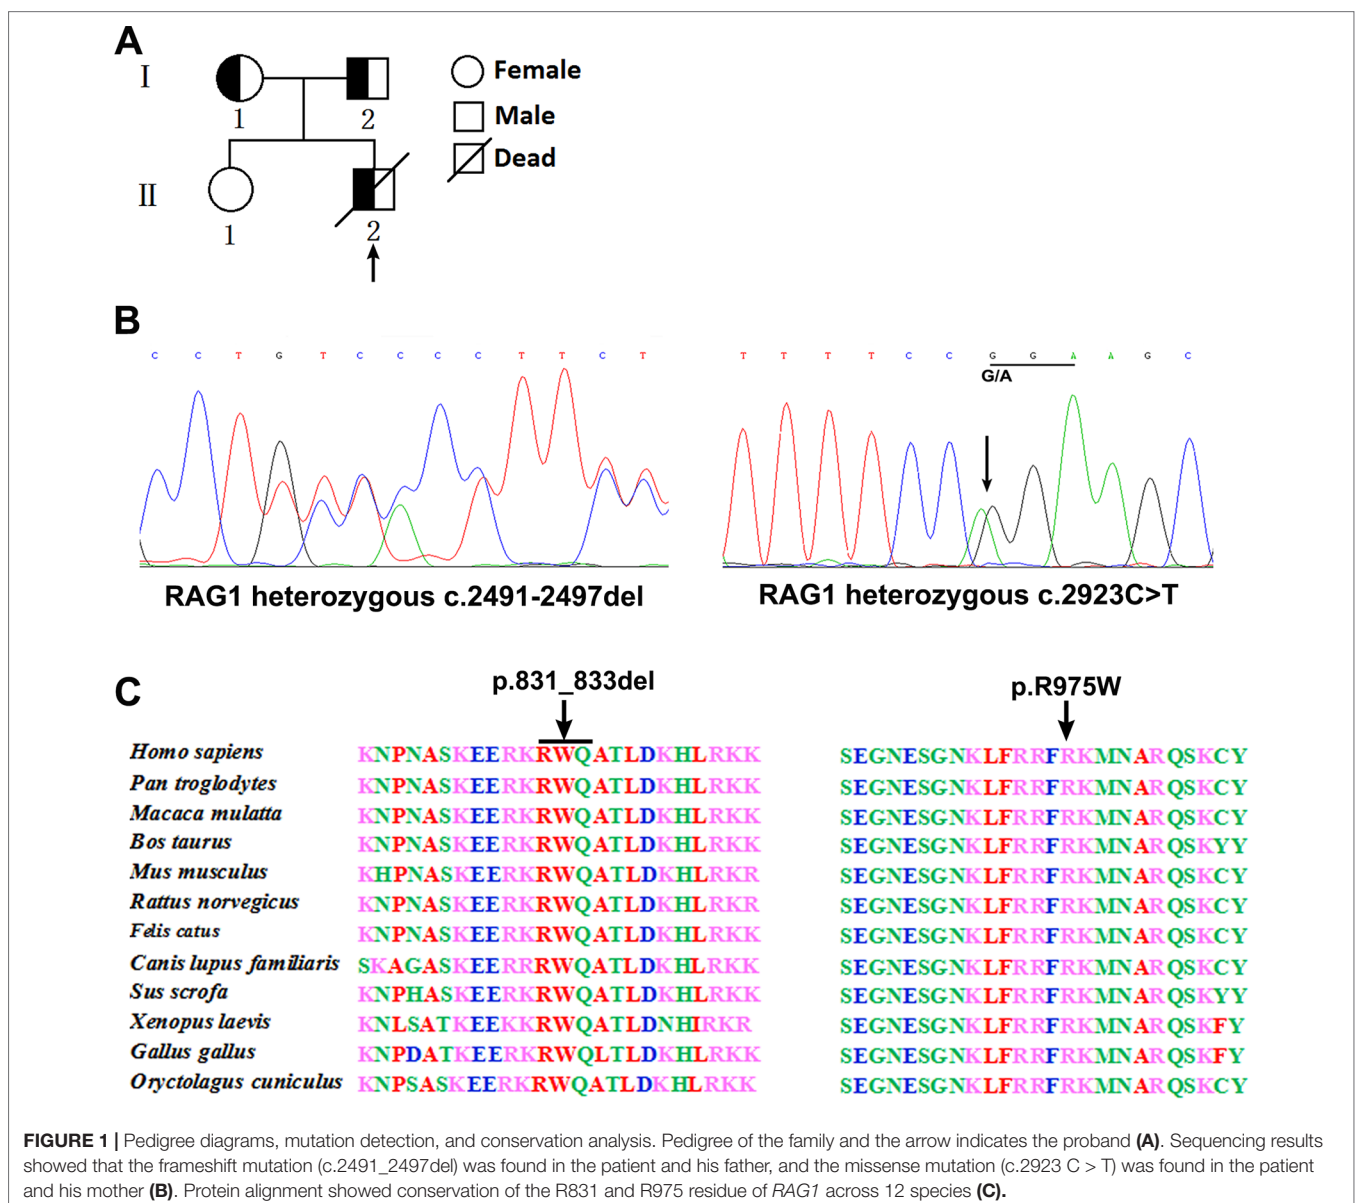 A
I
1
2
Female
Male
Dead
II
1
2
B
C C T G T C C C C T T C T
T T T T C C G G A A G C
G/A
RAG1 heterozygous c.2491-2497del
RAG1 heterozygous c.2923C>T
C
p.831_833del
p.R975W
Homo sapiens KNPNASKEERKRWQATLDKHLRKK SEGNESGNKLFRRFRKMNARQSKCY
Pan troglodytes KNPNASKEERKRWQATLDKHLRKK SEGNESGNKLFRRFRKMNARQSKCY
Macaca mulatta KNPNASKEERKRWQATLDKHLRKK SEGNESGNKLFRRFRKMNARQSKCY
Bos taurus KNPNASKEERKRWQATLDKHLRKK SEGNESGNKLFRRFRKMNARQSKYY
Mus musculus KHPNASKEERKRWQATLDKHLRKR SEGNESGNKLFRRFRKMNARQSKCY
Rattus norvegicus KNPNASKEERKRWQATLDKHLRKR SEGNESGNKLFRRFRKMNARQSKCY
Felis catus KNPNASKEERKRWQATLDKHLRKK SEGNESGNKLFRRFRKMNARQSKCY
Canis lupus familiaris SKAGASKEERRRWQATLDKHLRKK SEGNESGNKLFRRFRKMNARQSKCY
Sus scrofa KNPHASKEERKRWQATLDKHLRKK SEGNESGNKLFRRFRKMNARQSKYY
Xenopus laevis KNLSATKEEKKRWQATLDNHIRKR SEGNESGNKLFRRFRKMNARQSKFY
Gallus gallus KNPDATKEERKRWQLTLDKHLRKK SEGNESGNKLFRRFRKMNARQSKFY
Oryctolagus cuniculus KNPSASKEERKRWQATLDKHLRKK SEGNESGNKLFRRFRKMNARQSKCY
FIGURE 1 | Pedigree diagrams, mutation detection, and conservation analysis. Pedigree of the family and the arrow indicates the proband (A). Sequencing results
showed that the frameshift mutation (c.2491_2497del) was found in the patient and his father, and the missense mutation (c.2923 C > T) was found in the patient
and his mother (B). Protein alignment showed conservation of the R831 and R975 residue of RAG1 across 12 species (C).